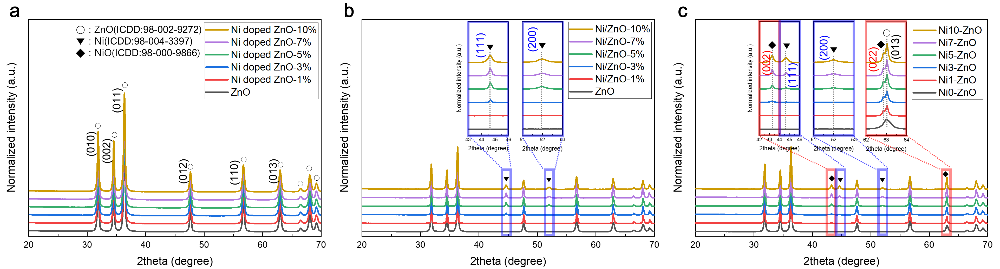 a
○ : ZnO(ICDD:98-002-9272)
▼ : Ni(ICDD:98-004-3397)
◆ : NiO(ICDD:98-000-9866)
Ni doped ZnO-10%
Ni doped ZnO-7%
Ni doped ZnO-5%
Ni doped ZnO-3%
Ni doped ZnO-1%
ZnO
(010)
(002)
(011)
(012)
(110)
(013)
Normalized intensity (a.u.)
20 30 40 50 60 70
2theta (degree)
b
Ni/ZnO-10%
Ni/ZnO-7%
Ni/ZnO-5%
Ni/ZnO-3%
Ni/ZnO-1%
ZnO
(111)
(200)
Normalized intensity (a.u.)
43 44 45 46
2theta (degree)
51 52 53
2theta (degree)
Normalized intensity (a.u.)
20 30 40 50 60 70
2theta (degree)
c
Ni10-ZnO
Ni7-ZnO
Ni5-ZnO
Ni3-ZnO
Ni1-ZnO
Ni0-ZnO
(002)
(111)
(200)
(022)
(013)
Normalized intensity (a.u.)
42 43 44 45 46
2theta (degree)
51 52 53
2theta (degree)
62 63 64
2theta (degree)
Normalized intensity (a.u.)
20 30 40 50 60 70
2theta (degree)